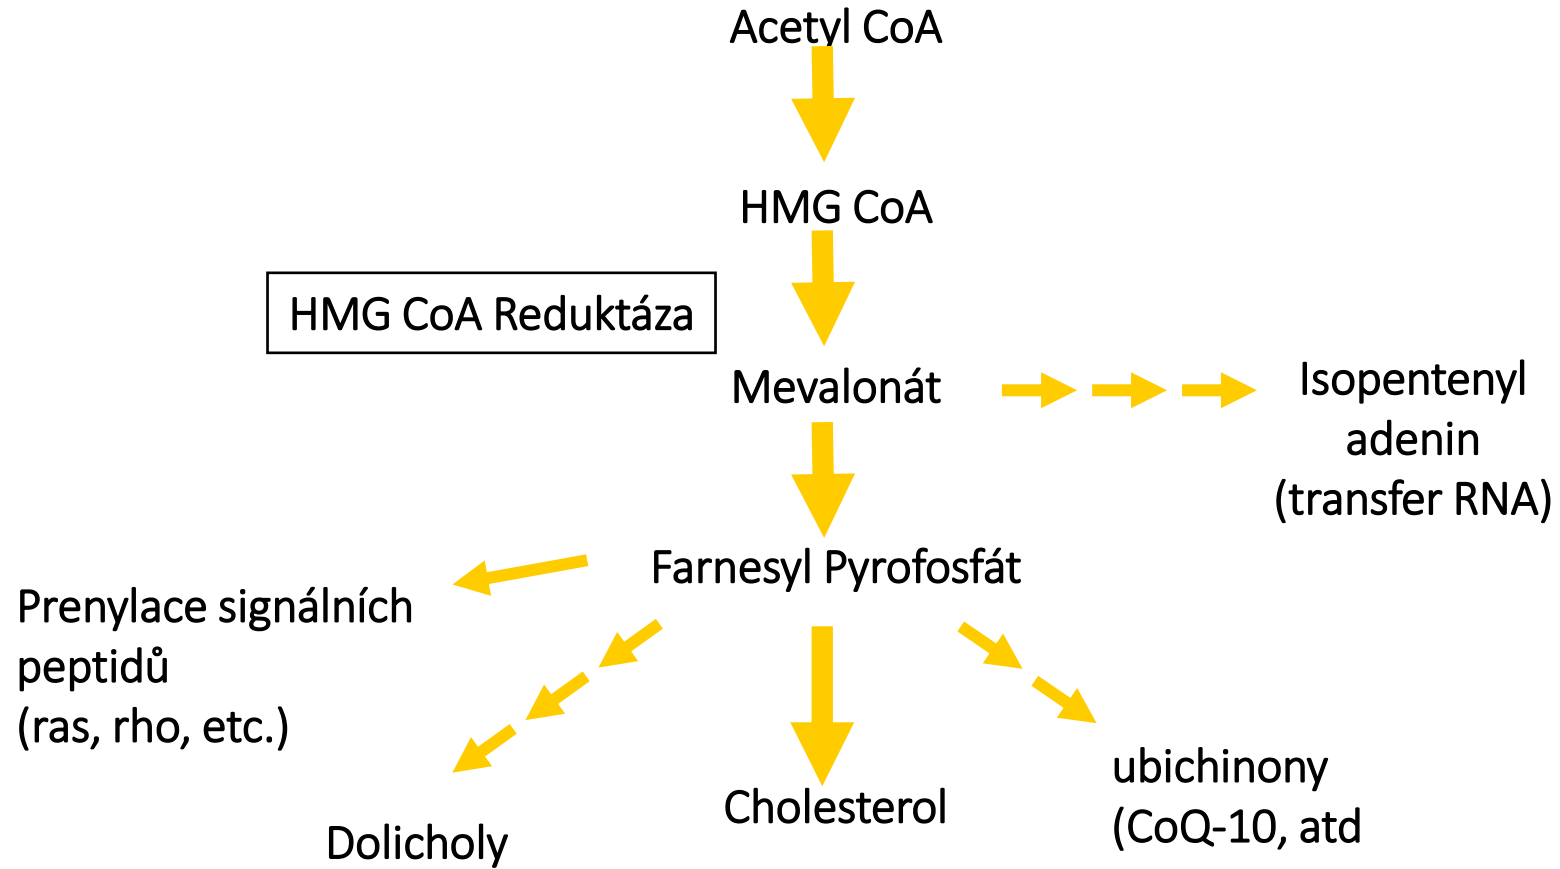 Acetyl CoA
HMG CoA
HMG CoA Reduktáza
Mevalonát
Isopentenyl
adenin
(transfer RNA)
Farnesyl Pyrofosfát
Prenylace signálních
peptidů
(ras, rho, etc.)
Dolicholy
Cholesterol
ubichinony
(CoQ-10, atd